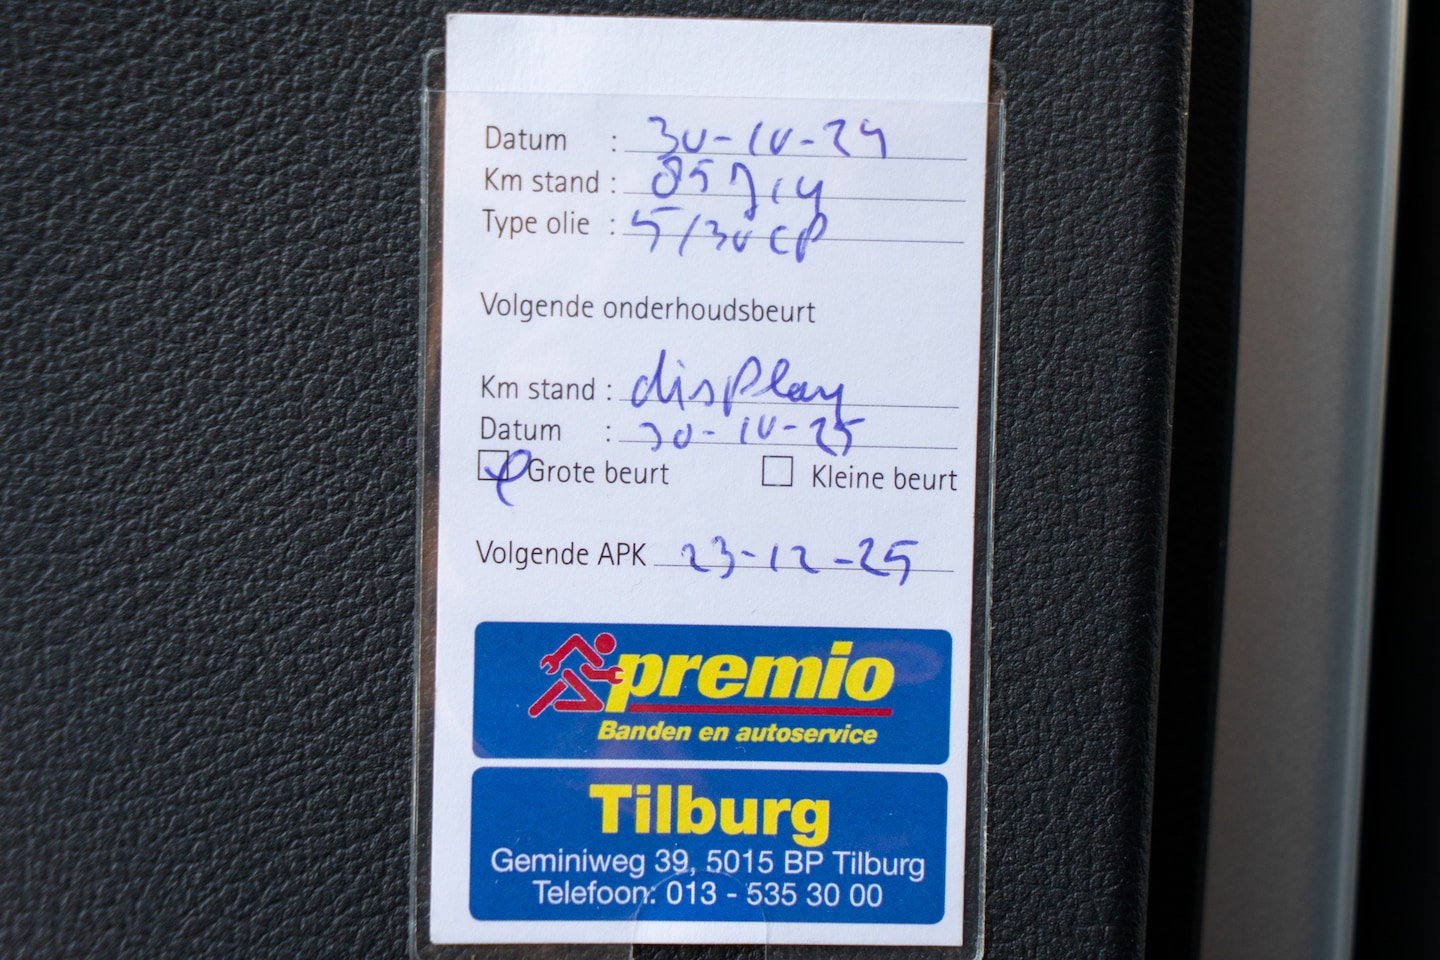 Datum : 30-10-24
Km stand : 85714
Type olie : 5/30 CP
Volgende onderhoudsbeurt
Km stand : display
Datum : 30-10-25
Grote beurt Kleine beurt
Volgende APK 23-12-25
premio
Banden en autoservice
Tilburg
Geminiweg 39, 5015 BP Tilburg
Telefoon: 013 - 535 30 00